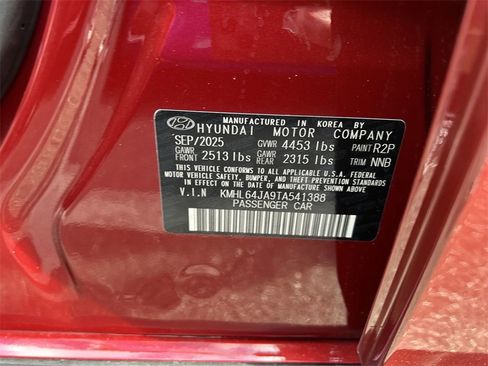 MANUFACTURED IN KOREA BY
HYUNDAI MOTOR COMPANY
SEP/2025 GVWR 4453 lbs PAINT R2P
GAWR FRONT 2513 lbs GAWR REAR 2315 lbs TRIM NNB
THIS VEHICLE CONFORMS TO ALL APPLICABLE U.S.A. FEDERAL
MOTOR VEHICLE SAFETY, BUMPER, AND THEFT PREVENTION
STANDARDS IN EFFECT ON THE DATE OF MANUFACTURE SHOWN ABOVE.
V.I.N KMHL64JA9TA541388
PASSENGER CAR